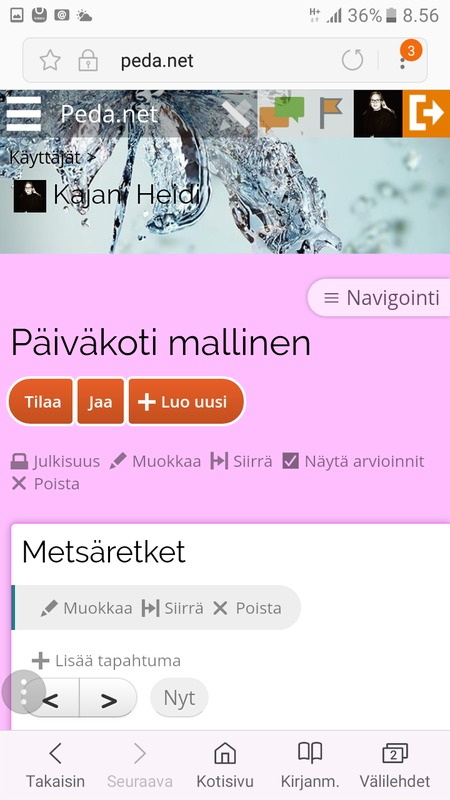 H+ 36% 8.56
peda.net
3
Peda.net
Käyttäjät >
Kajani Heidi
Navigointi
Päiväkoti mallinen
Tilaa Jaa Luo uusi
Julkisuus Muokkaa Siirrä Näytä arvioinnit
Poista
Metsäretket
Muokkaa Siirrä Poista
Lisää tapahtuma
< > Nyt
2
Takaisin Seuraava Kotisivu Kirjanm. Välilehdet